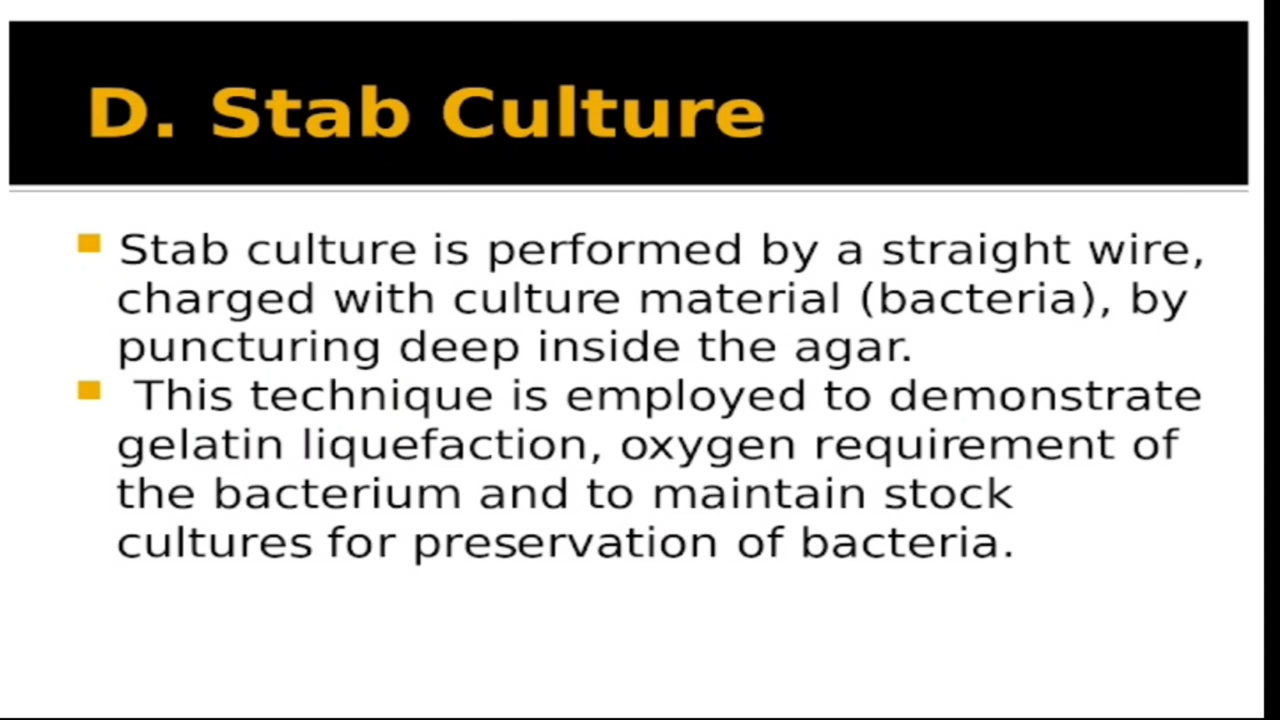 D. Stab Culture
Stab culture is performed by a straight wire,
charged with culture material (bacteria), by
puncturing deep inside the agar.
This technique is employed to demonstrate
gelatin liquefaction, oxygen requirement of
the bacterium and to maintain stock
cultures for preservation of bacteria.